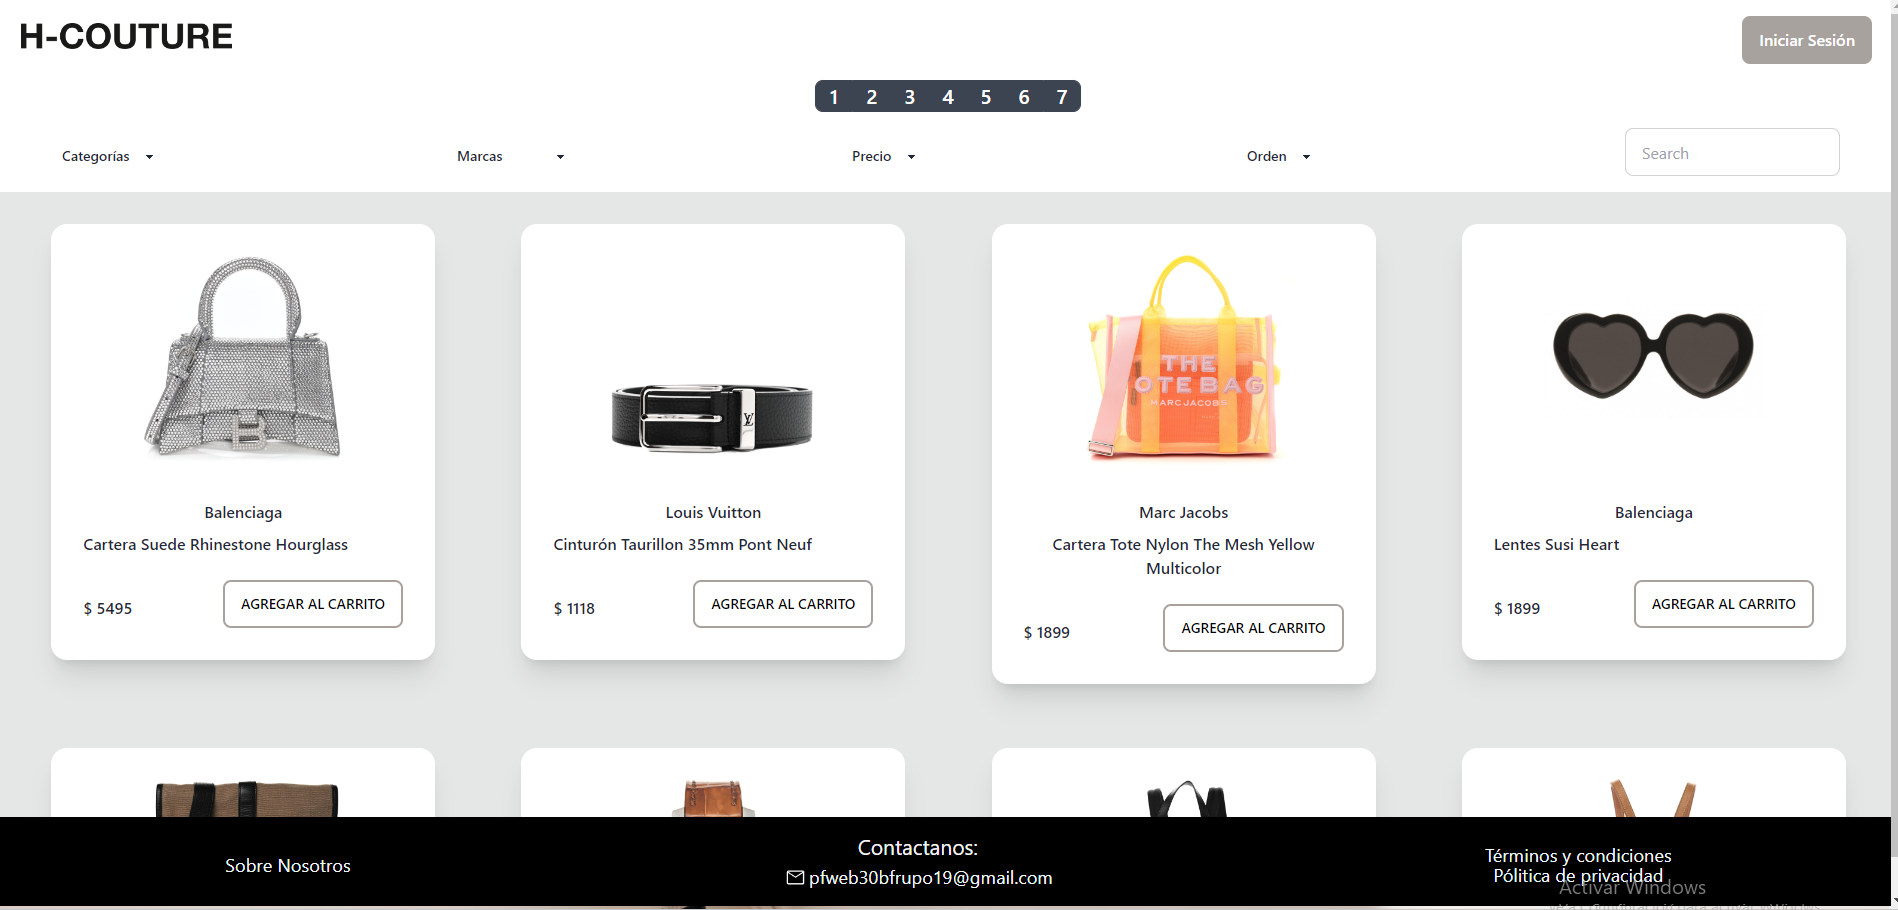 H-COUTURE
Iniciar Sesión
1 2 3 4 5 6 7
Categorías
Marcas
Precio
Orden
Search
THE
OTE BAG
MARC JACOBS
B
LV
Balenciaga
Cartera Suede Rhinestone Hourglass
$ 5495
AGREGAR AL CARRITO
Louis Vuitton
Cinturón Taurillon 35mm Pont Neuf
$ 1118
AGREGAR AL CARRITO
Marc Jacobs
Cartera Tote Nylon The Mesh Yellow
Multicolor
$ 1899
AGREGAR AL CARRITO
Balenciaga
Lentes Susi Heart
$ 1899
AGREGAR AL CARRITO
Sobre Nosotros
Contactanos:
pfweb30bfrupo19@gmail.com
Términos y condiciones
Pólitica de privacidad
Activar Windows